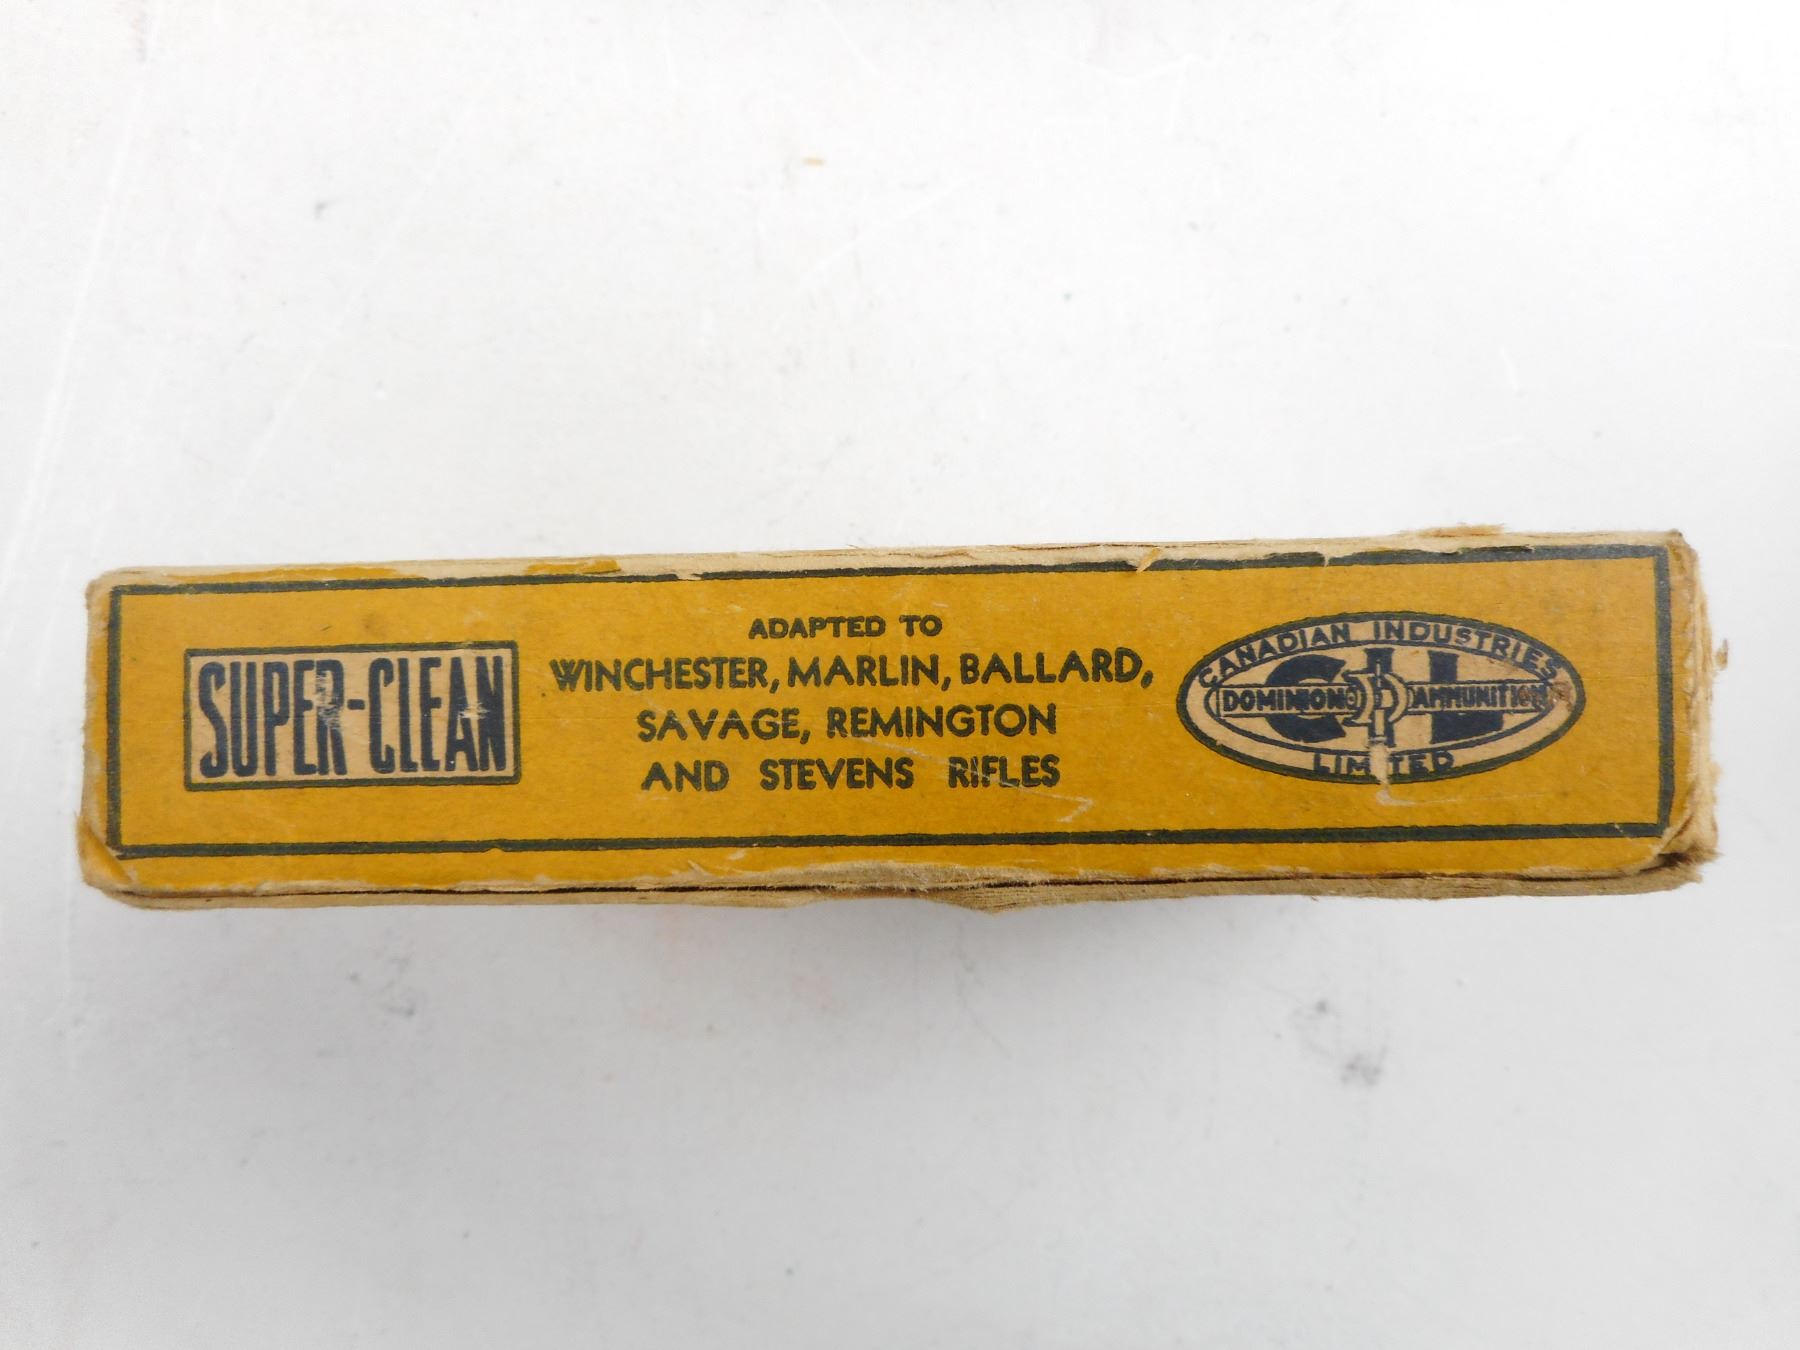 SUPER-CLEAN
ADAPTED TO
WINCHESTER, MARLIN, BALLARD,
SAVAGE, REMINGTON
AND STEVENS RIFLES
CANADIAN INDUSTRIES
CIL
DOMINION AMMUNITION
LIMITED